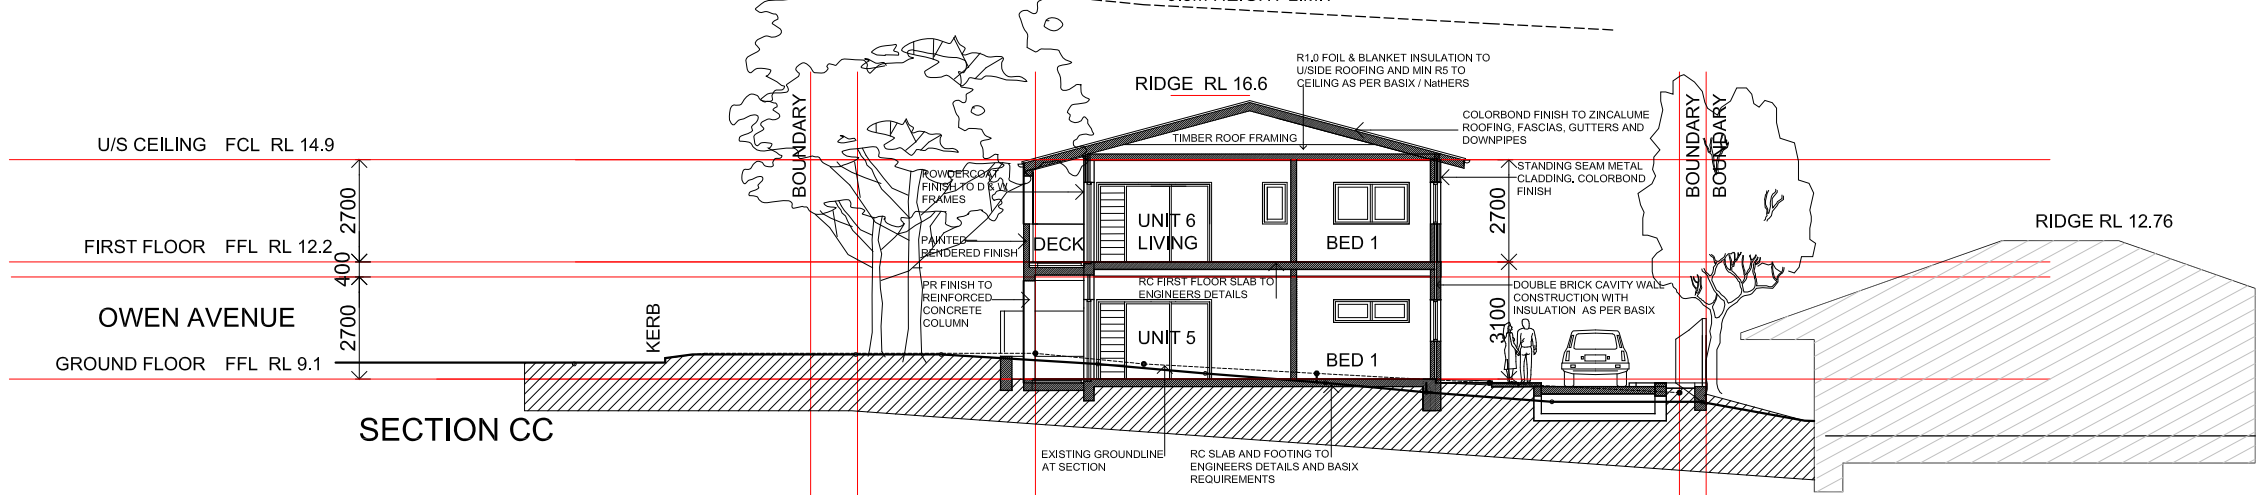 RIDGE RL 16.6
R1.0 FOIL & BLANKET INSULATION TO
U/SIDE ROOFING AND MIN R5 TO
CEILING AS PER BASIX / NatHERS
COLORBOND FINISH TO ZINCALUME
ROOFING, FASCIAS, GUTTERS AND
DOWNPIPES
TIMBER ROOF FRAMING
U/S CEILING FCL RL 14.9
BOUNDARY
BOUNDARY
BOUNDARY
STANDING SEAM METAL
CLADDING. COLORBOND
FINISH
POWDERCOAT
FINISH TO D & W
FRAMES
2700
2700
UNIT 6
LIVING
BED 1
DECK
PAINTED
RENDERED FINISH
RIDGE RL 12.76
FIRST FLOOR FFL RL 12.2
400
RC FIRST FLOOR SLAB TO
ENGINEERS DETAILS
PR FINISH TO
REINFORCED
CONCRETE
COLUMN
DOUBLE BRICK CAVITY WALL
CONSTRUCTION WITH
INSULATION AS PER BASIX
OWEN AVENUE
2700
KERB
3100
UNIT 5
BED 1
GROUND FLOOR FFL RL 9.1
SECTION CC
EXISTING GROUNDLINE
AT SECTION
RC SLAB AND FOOTING TO
ENGINEERS DETAILS AND BASIX
REQUIREMENTS